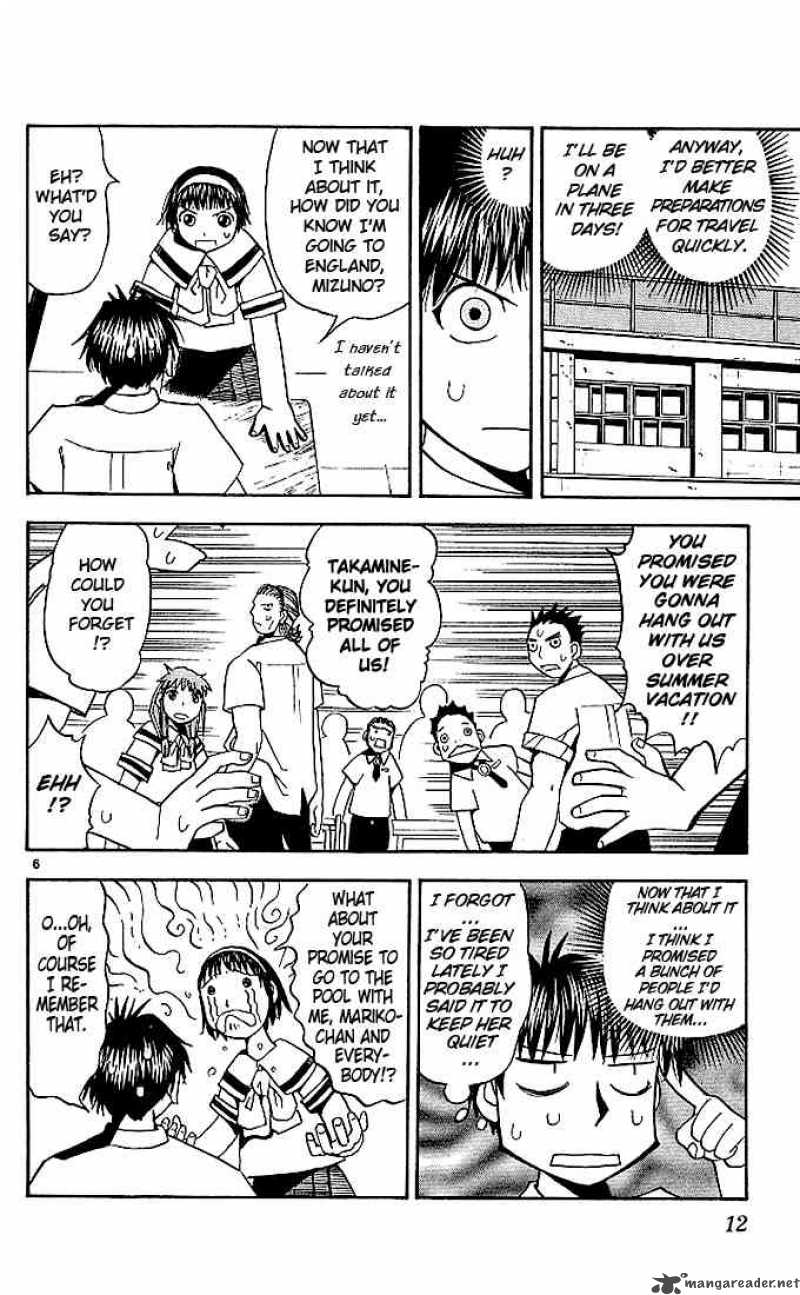 ANYWAY,
I'D BETTER
MAKE
PREPARATIONS
FOR TRAVEL
QUICKLY.
I'LL BE
ON A
PLANE
IN THREE
DAYS!
HUH
?
NOW THAT
I THINK
ABOUT IT,
HOW DID YOU
KNOW I'M
GOING TO
ENGLAND,
MIZUNO?
I haven't
talked
about it
yet...
EH?
WHAT'D
YOU
SAY?
YOU
PROMISED
YOU WERE
GONNA
HANG OUT
WITH US
OVER
SUMMER
VACATION
!!
TAKAMINE-
KUN, YOU
DEFINITELY
PROMISED
ALL OF
US!
HOW
COULD
YOU
FORGET
!?
EHH
!?
6
NOW THAT I
THINK ABOUT IT
...
I THINK I
PROMISED
A BUNCH OF
PEOPLE I'D
HANG OUT WITH
THEM...
I FORGOT
...
I'VE BEEN
SO TIRED
LATELY I
PROBABLY
SAID IT TO
KEEP HER
QUIET
...
WHAT
ABOUT
YOUR
PROMISE TO
GO TO THE
POOL WITH
ME, MARIKO-
CHAN AND
EVERY-
BODY!?
O...OH,
OF
COURSE
I RE-
MEMBER
THAT.
12
mangareader.net